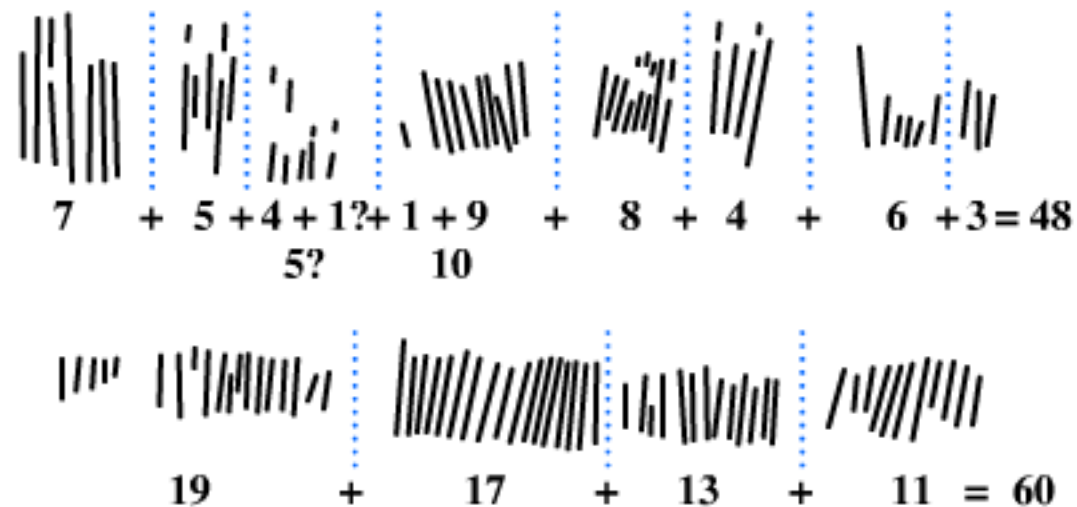 7 + 5 + 4 + 1? + 1 + 9 + 8 + 4 + 6 + 3 = 48
5? 10
19 + 17 + 13 + 11 = 60